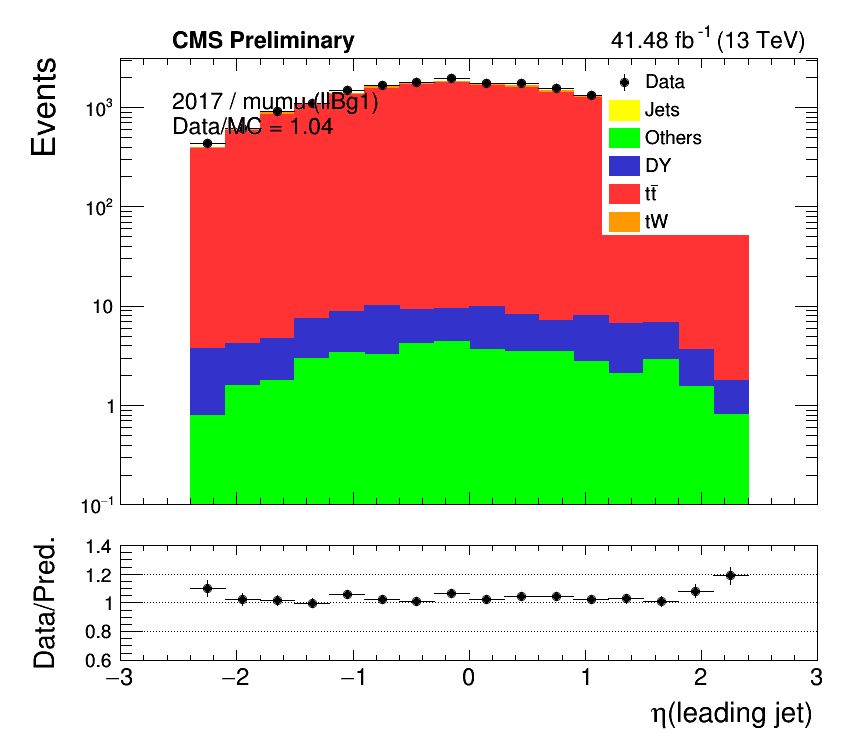 CMS Preliminary
41.48 fb⁻¹ (13 TeV)
Events
2017 / mumu (llBg1)
Data/MC = 1.04
Data
Jets
Others
DY
tt̄
tW
10³
10²
10
1
10⁻¹
Data/Pred.
1.4
1.2
1
0.8
0.6
−3 −2 −1 0 1 2 3
η(leading jet)